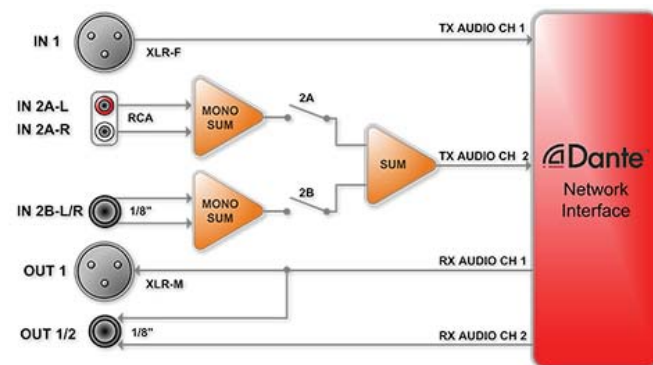 IN 1
XLR-F
TX AUDIO CH 1
IN 2A-L
IN 2A-R
RCA
MONO
SUM
2A
SUM
TX AUDIO CH 2
Dante
Network
Interface
IN 2B-L/R
1/8"
MONO
SUM
2B
OUT 1
XLR-M
RX AUDIO CH 1
OUT 1/2
1/8"
RX AUDIO CH 2